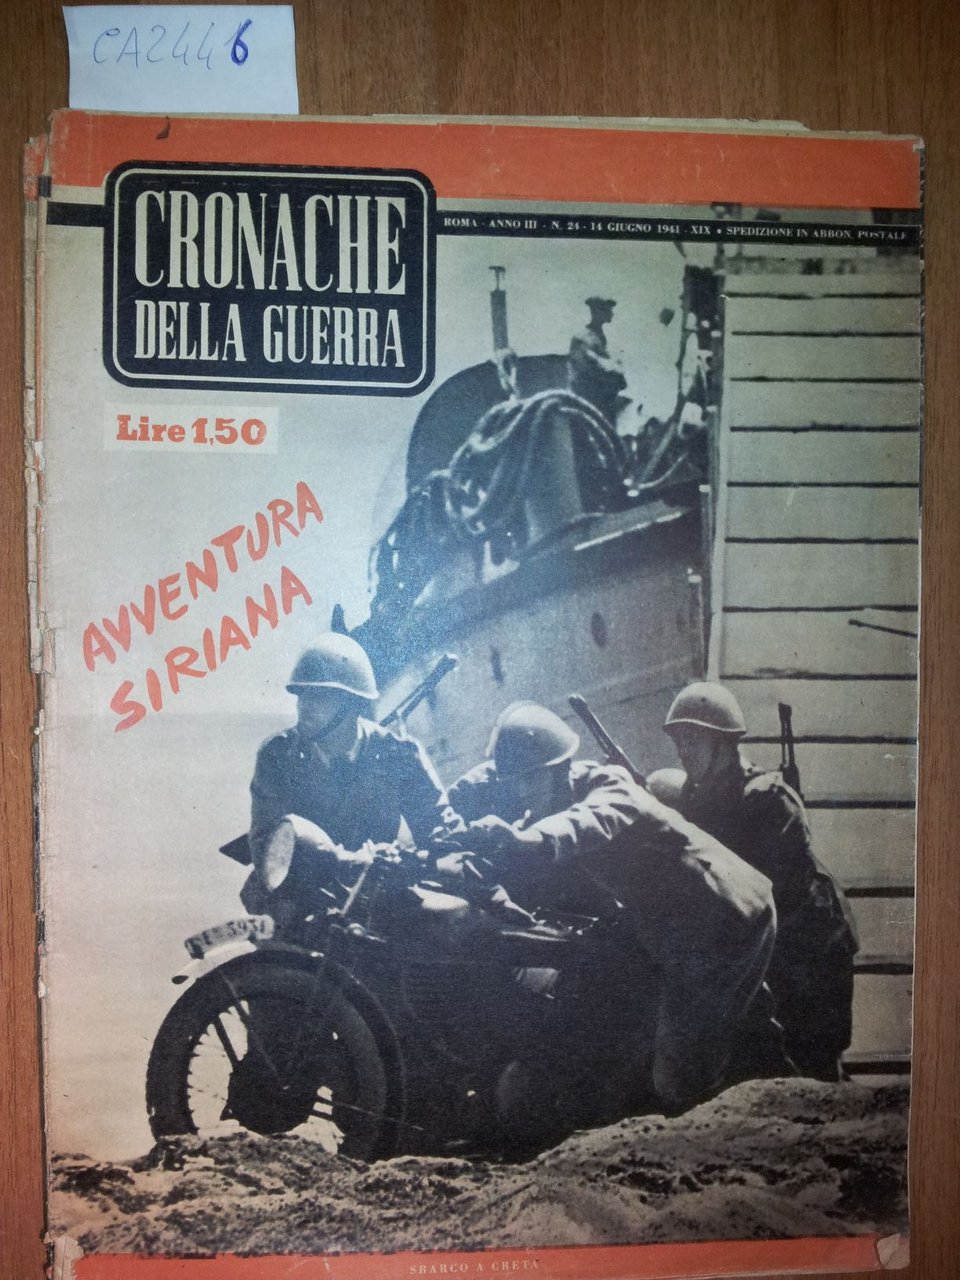 CA2446
CRONACHE
DELLA GUERRA
ROMA - ANNO III - N. 24 - 14 GIUGNO 1941 - XIX • SPEDIZIONE IN ABBON. POSTALE
Lire 1,50
AVVENTURA
SIRIANA
SBARCO A CRETA